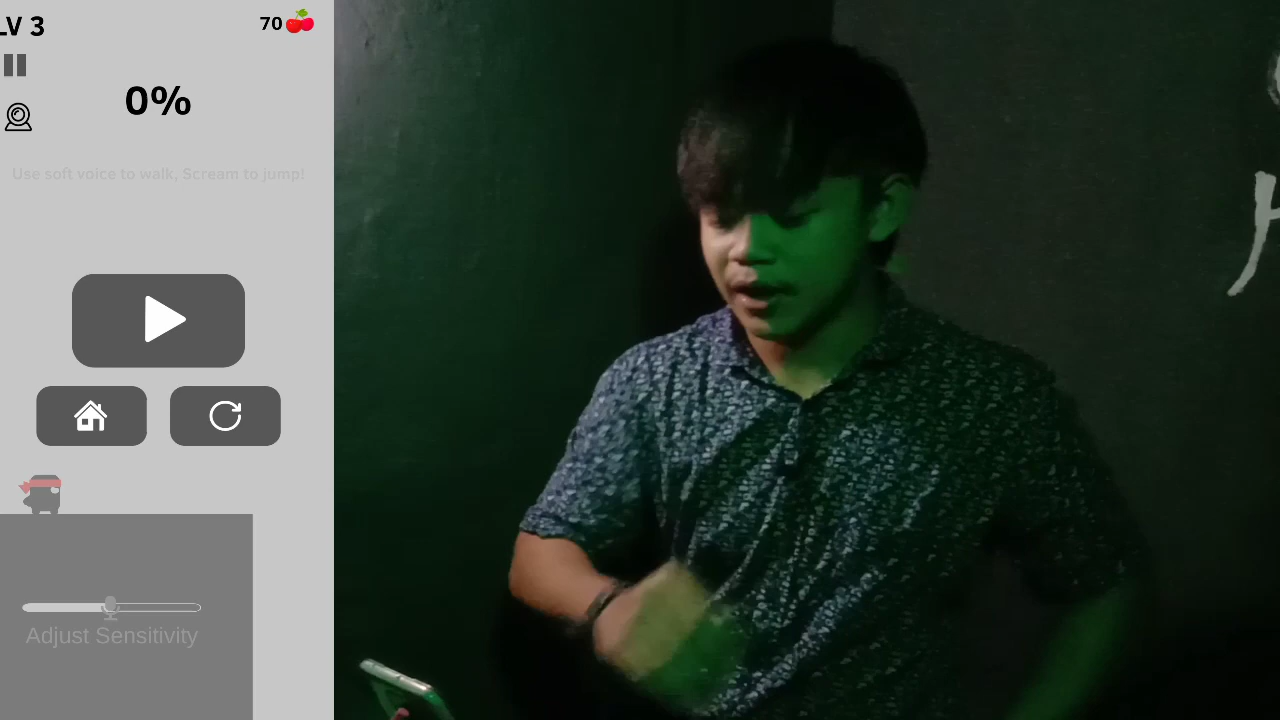 LV 3
70
0%
Use soft voice to walk, Scream to jump!
Adjust Sensitivity